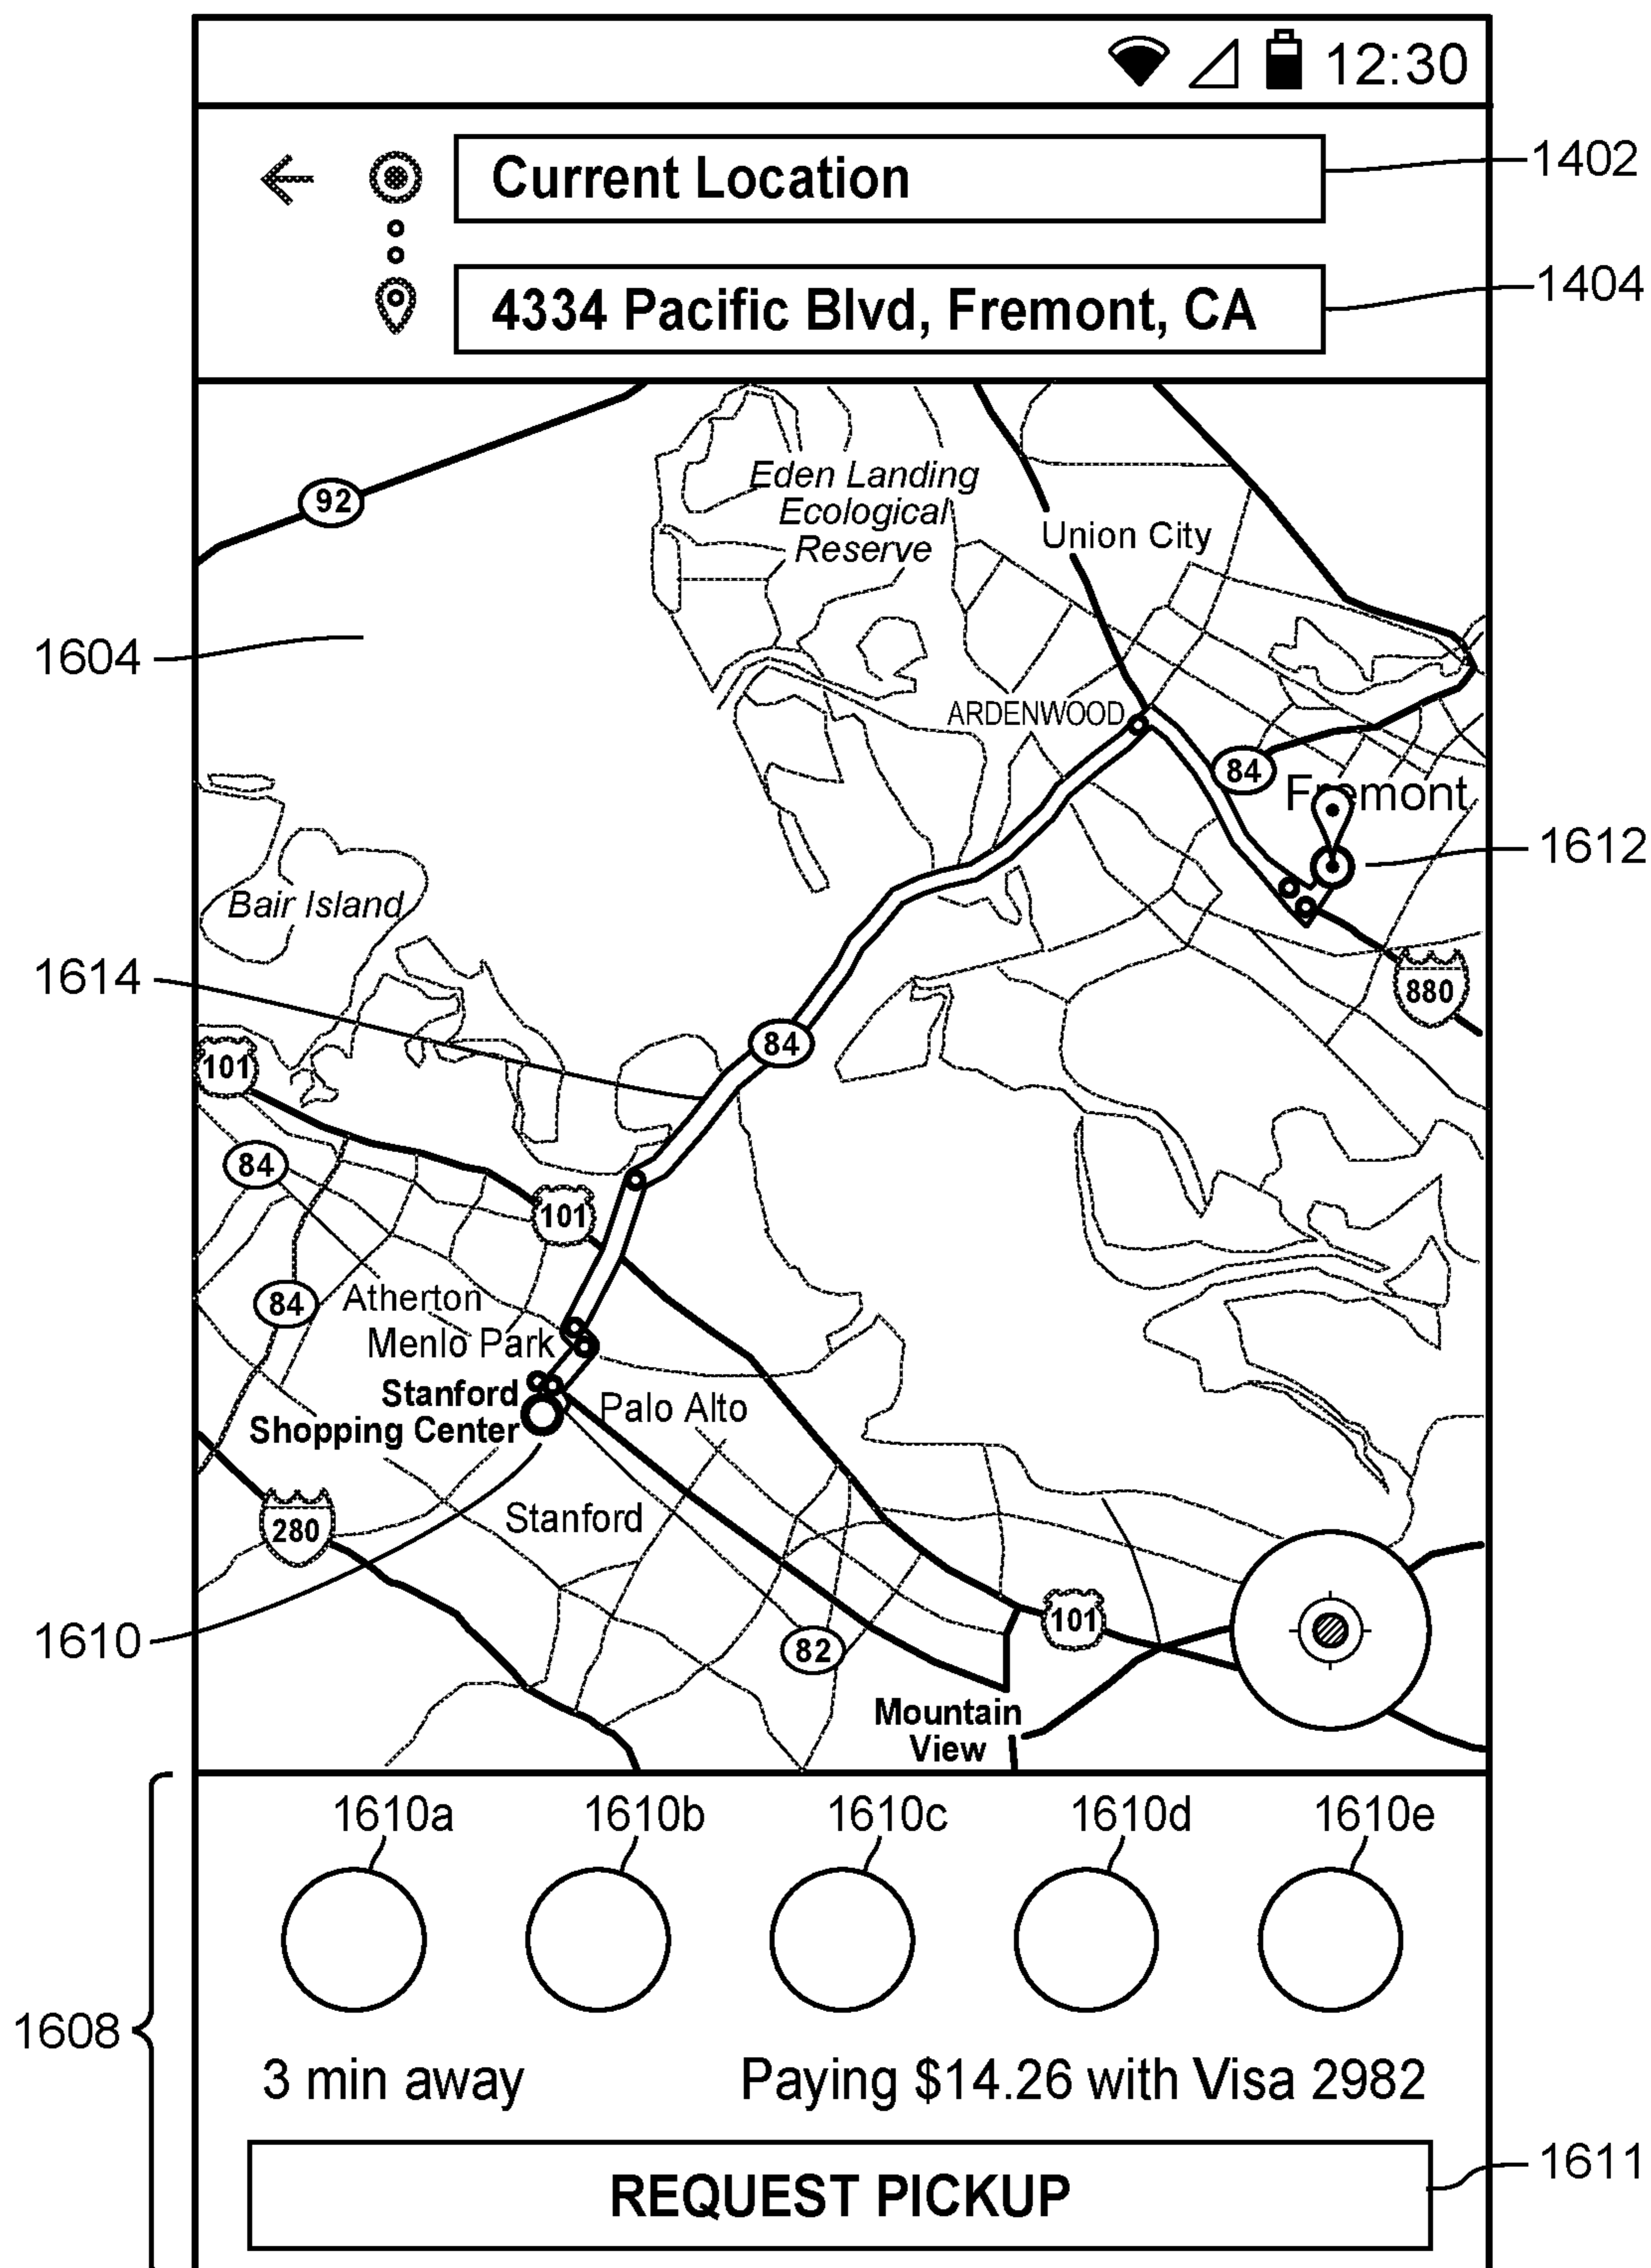 12:30
Current Location
1402
4334 Pacific Blvd, Fremont, CA
1404
92
Eden Landing
Ecological
Reserve
Union City
1604
ARDENWOOD
84
Fremont
1612
Bair Island
1614
880
84
101
84
101
84
Atherton
Menlo Park
Stanford
Shopping Center
Palo Alto
280
Stanford
1610
101
82
Mountain
View
1610a
1610b
1610c
1610d
1610e
1608
3 min away
Paying $14.26 with Visa 2982
REQUEST PICKUP
1611